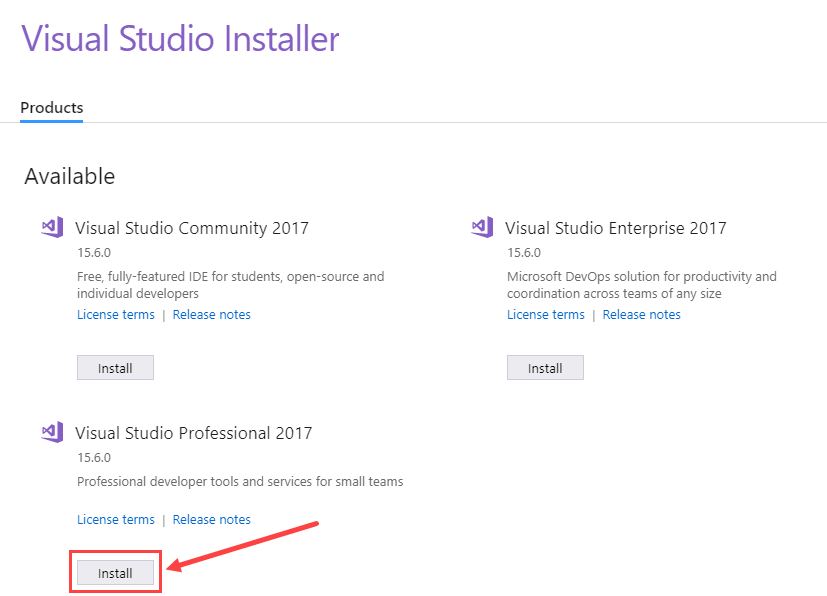 Visual Studio Installer
Products
Available
Visual Studio Community 2017
15.6.0
Free, fully-featured IDE for students, open-source and
individual developers
License terms | Release notes
Install
Visual Studio Enterprise 2017
15.6.0
Microsoft DevOps solution for productivity and
coordination across teams of any size
License terms | Release notes
Install
Visual Studio Professional 2017
15.6.0
Professional developer tools and services for small teams
License terms | Release notes
Install